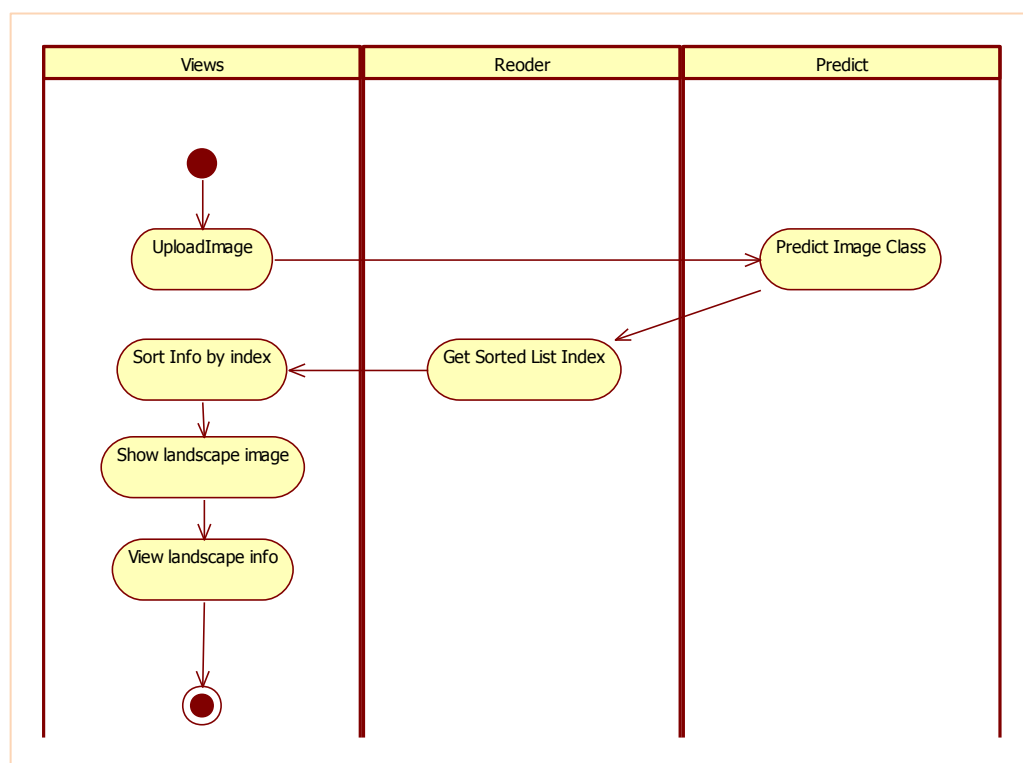 Views
Reoder
Predict
UploadImage
Predict Image Class
Sort Info by index
Get Sorted List Index
Show landscape image
View landscape info